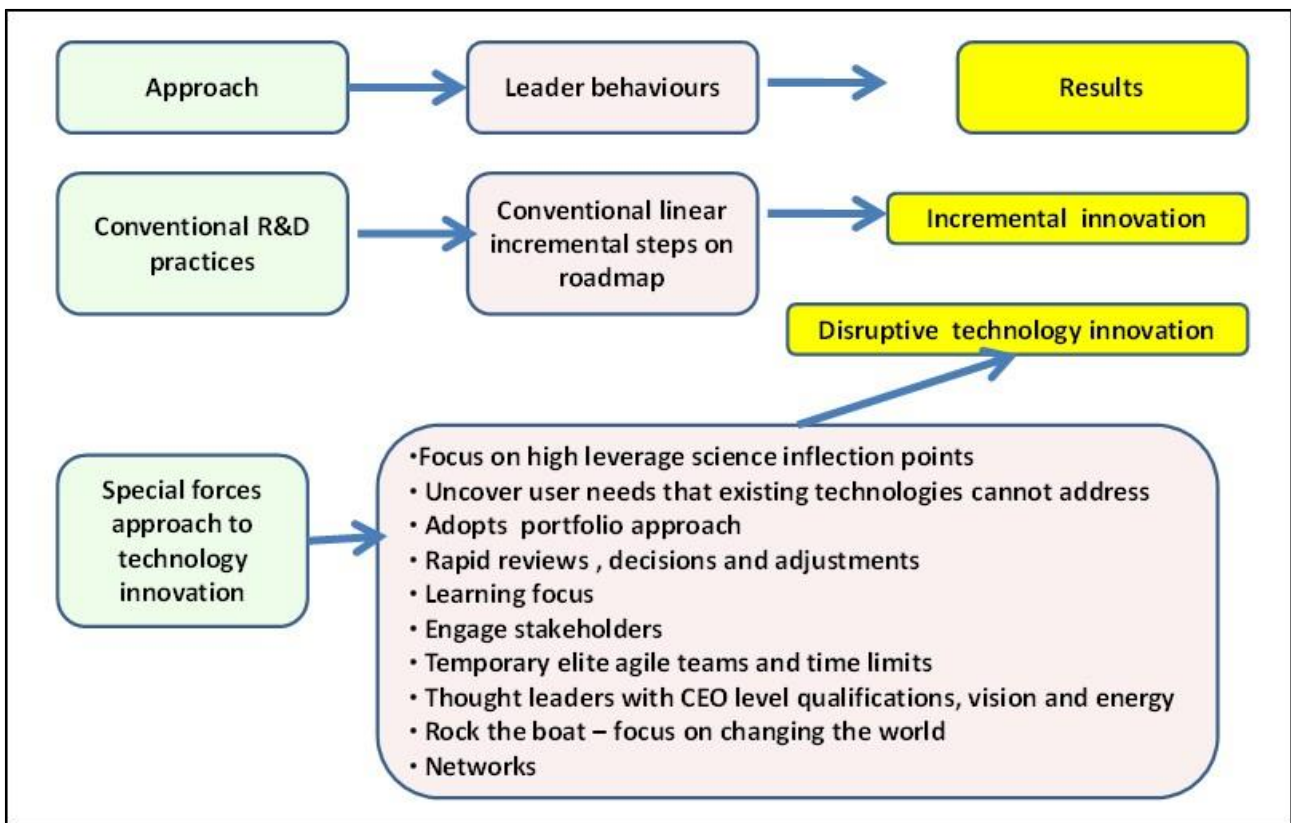 Approach
Leader behaviours
Results
Conventional R&D
practices
Conventional linear
incremental steps on
roadmap
Incremental innovation
Disruptive technology innovation
Special forces
approach to
technology
innovation
•Focus on high leverage science inflection points
• Uncover user needs that existing technologies cannot address
• Adopts portfolio approach
• Rapid reviews , decisions and adjustments
• Learning focus
• Engage stakeholders
• Temporary elite agile teams and time limits
• Thought leaders with CEO level qualifications, vision and energy
• Rock the boat – focus on changing the world
• Networks